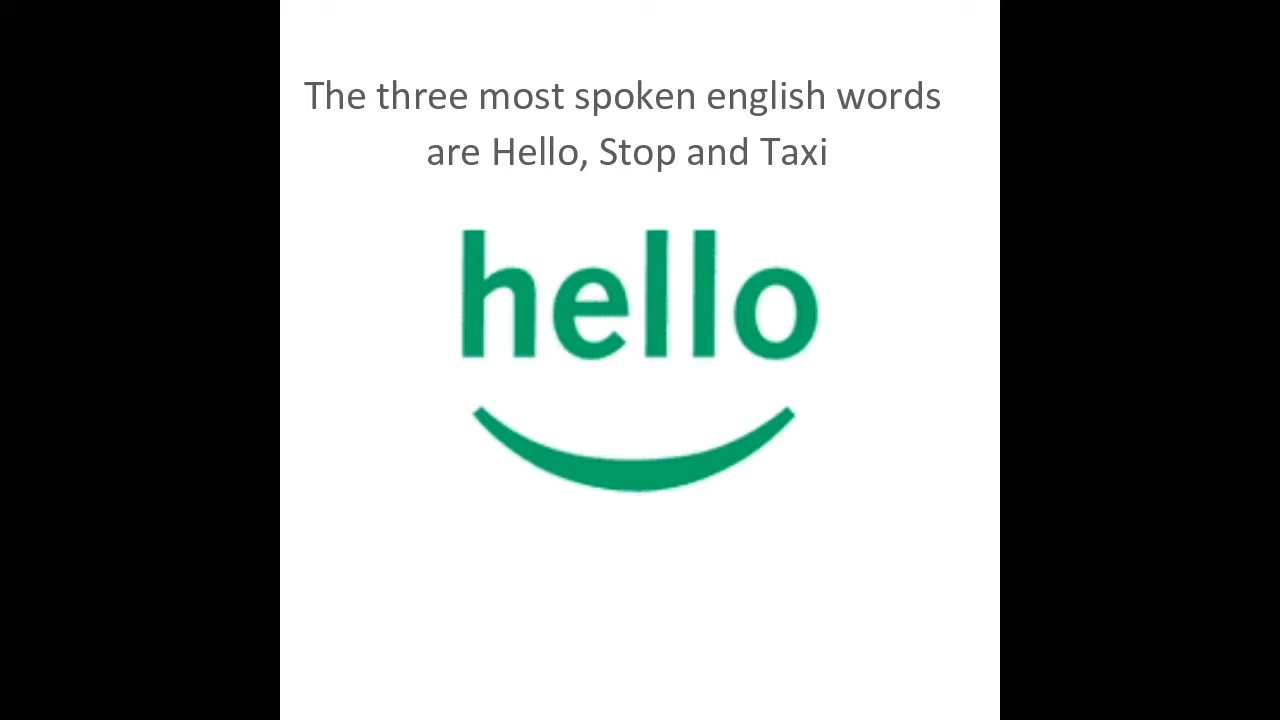 The three most spoken english words
are Hello, Stop and Taxi
hello